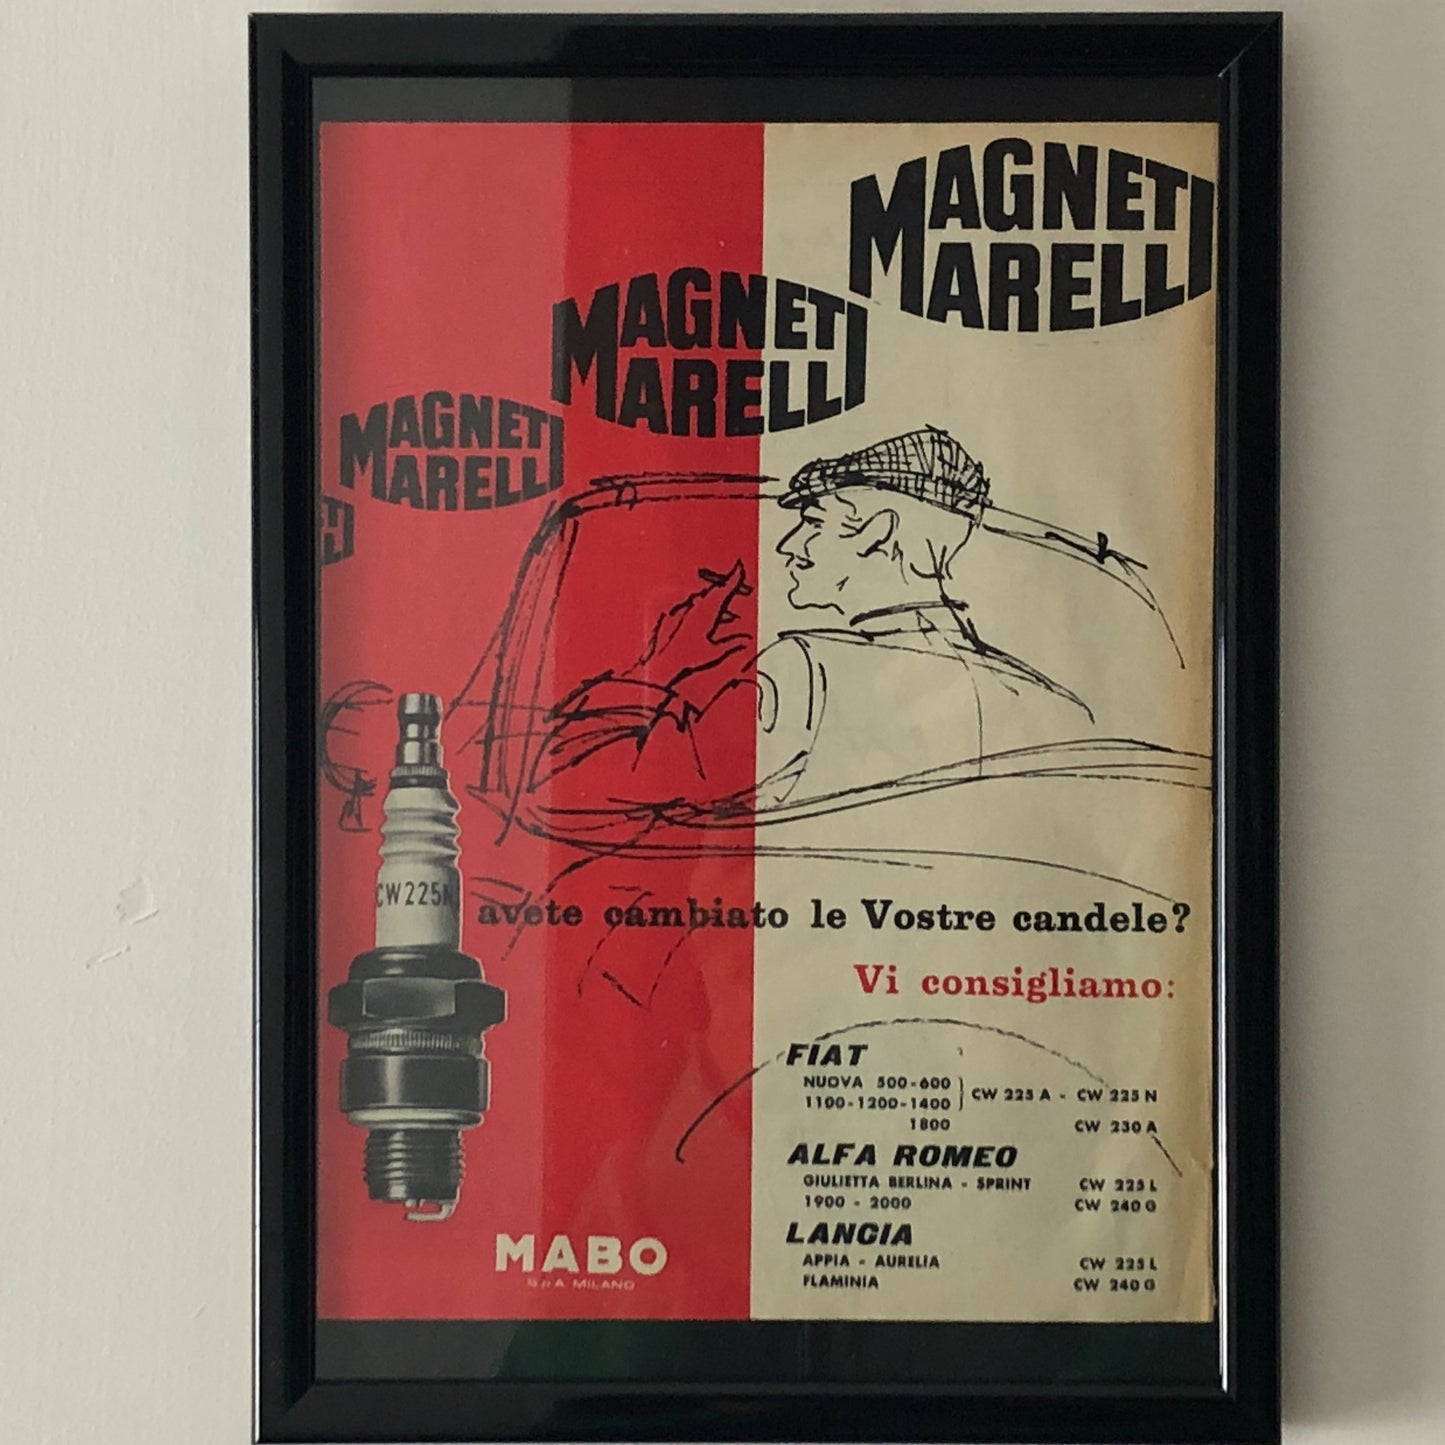 MAGNETI
MARELLI
MAGNETI
MARELLI
MAGNETI
MARELLI
TI
LI
CW225N
avete cambiato le Vostre candele?
Vi consigliamo:
FIAT
NUOVA 500-600
1100-1200-1400 } CW 225 A - CW 225 N
1800 CW 230 A
ALFA ROMEO
GIULIETTA BERLINA - SPRINT CW 225 L
1900 - 2000 CW 240 G
LANCIA
APPIA - AURELIA CW 225 L
FLAMINIA CW 240 G
MABO
S.p.A. MILANO